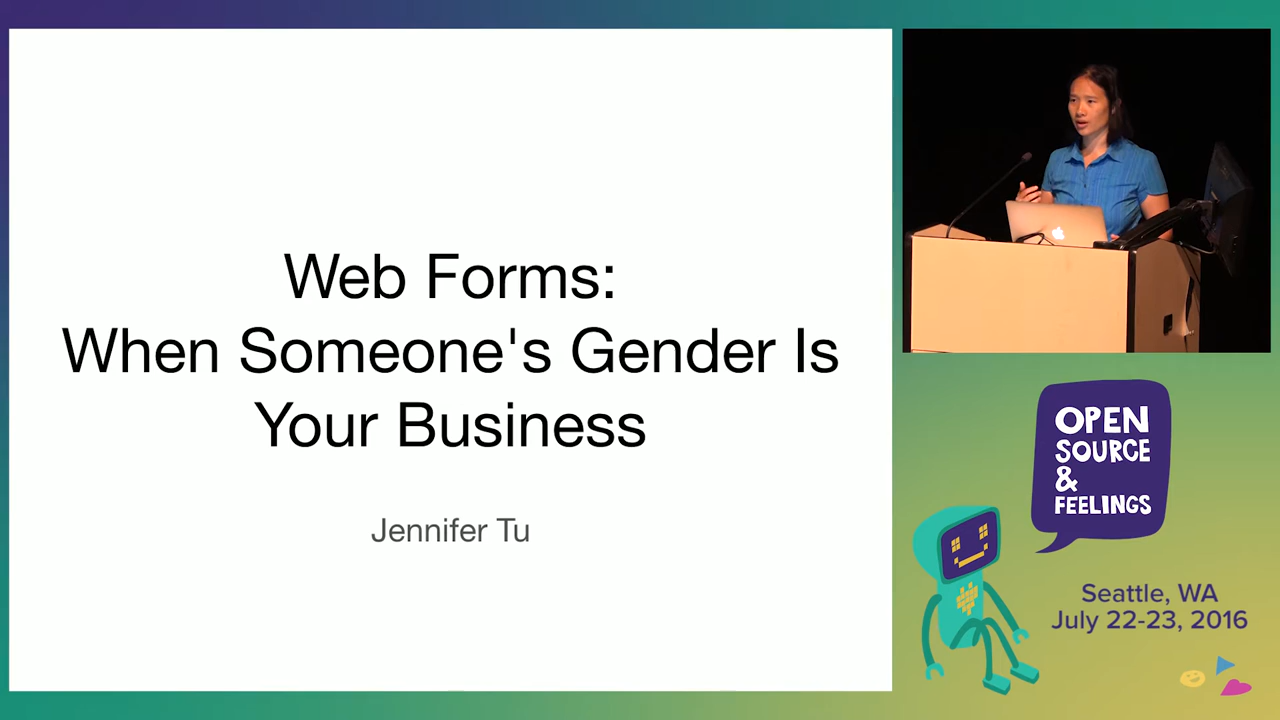 Web Forms:
When Someone's Gender Is
Your Business
Jennifer Tu
OPEN
SOURCE
&
FEELINGS
Seattle, WA
July 22-23, 2016